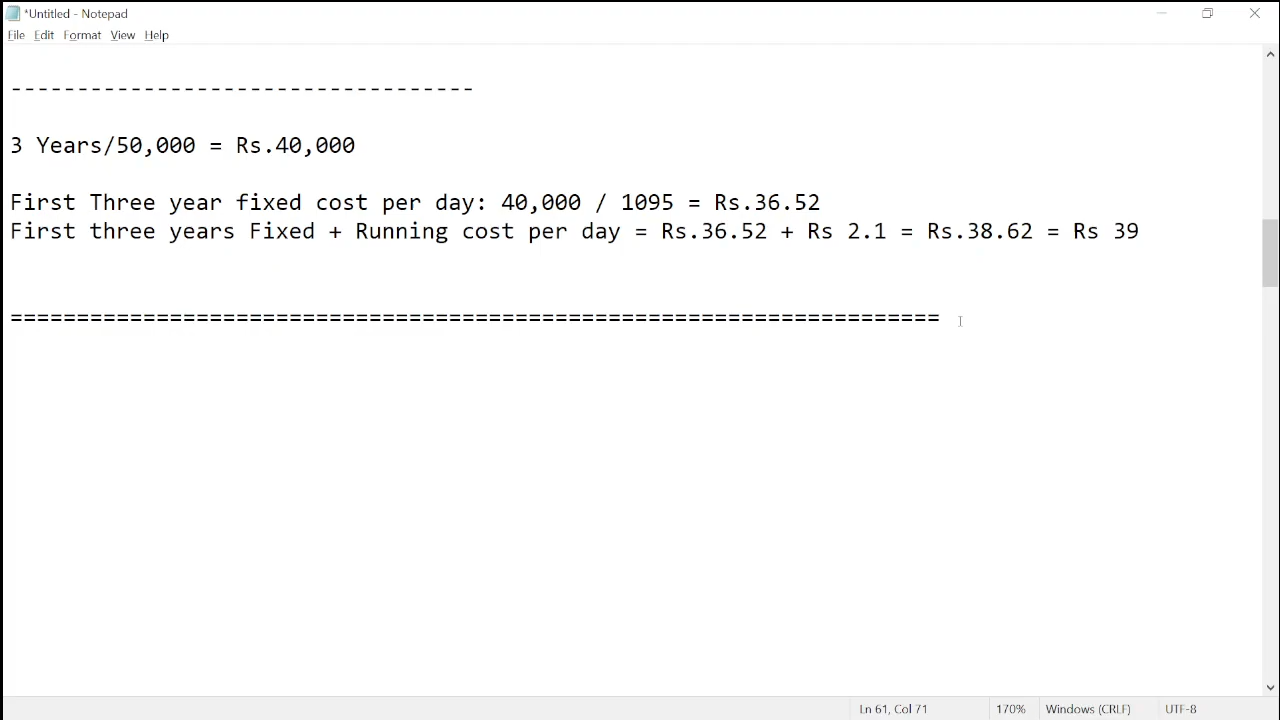 *Untitled - Notepad
File Edit Format View Help
----------------------------------- 
3 Years/50,000 = Rs.40,000
First Three year fixed cost per day: 40,000 / 1095 = Rs.36.52
First three years Fixed + Running cost per day = Rs.36.52 + Rs 2.1 = Rs.38.62 = Rs 39
======================================================================
Ln 61, Col 71 170% Windows (CRLF) UTF-8